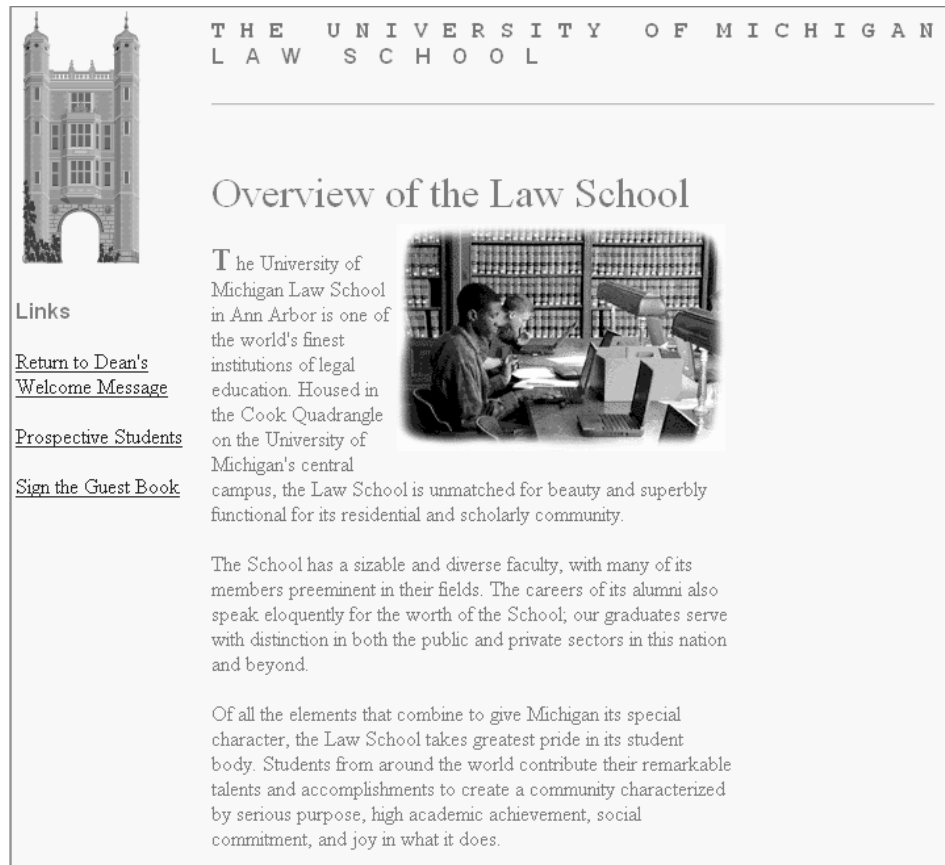 THE UNIVERSITY OF MICHIGAN
LAW SCHOOL
Overview of the Law School
The University of
Michigan Law School
in Ann Arbor is one of
the world's finest
institutions of legal
education. Housed in
the Cook Quadrangle
on the University of
Michigan's central
campus, the Law School is unmatched for beauty and superbly
functional for its residential and scholarly community.
The School has a sizable and diverse faculty, with many of its
members preeminent in their fields. The careers of its alumni also
speak eloquently for the worth of the School; our graduates serve
with distinction in both the public and private sectors in this nation
and beyond.
Of all the elements that combine to give Michigan its special
character, the Law School takes greatest pride in its student
body. Students from around the world contribute their remarkable
talents and accomplishments to create a community characterized
by serious purpose, high academic achievement, social
commitment, and joy in what it does.
Links
Return to Dean's
Welcome Message
Prospective Students
Sign the Guest Book